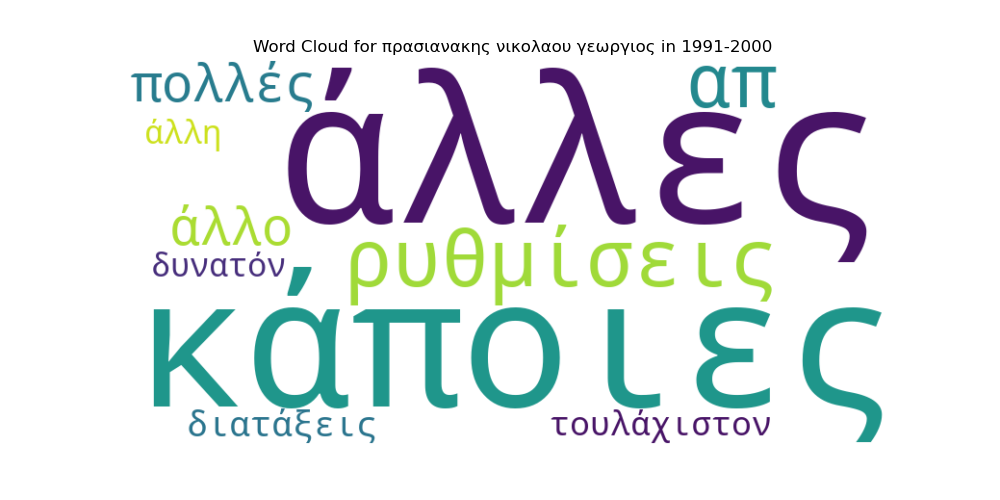 Word Cloud for πρασιανακης νικολαου γεωργιος in 1991-2000
πολλές
απ
άλλες
άλλη
άλλο
ρυθμίσεις
δυνατόν
κάποιες
διατάξεις
τουλάχιστον